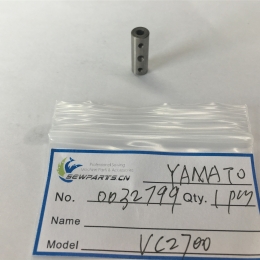 YAMATO
SEWPARTS.CN
No. 0032799 Qty. 1 pcs
Name
Model VC2700